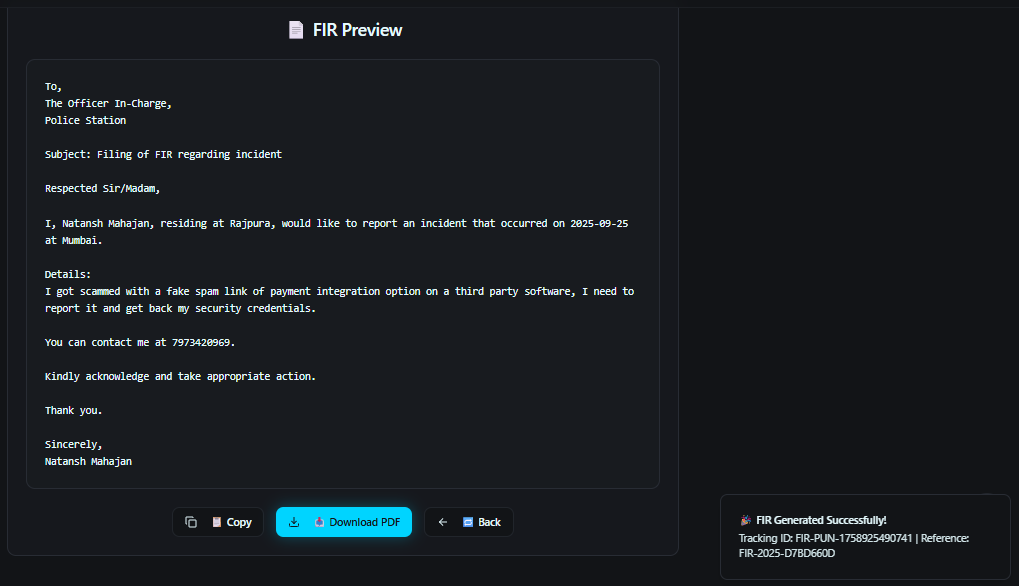 FIR Preview
To,
The Officer In-Charge,
Police Station
Subject: Filing of FIR regarding incident
Respected Sir/Madam,
I, Natansh Mahajan, residing at Rajpura, would like to report an incident that occurred on 2025-09-25
at Mumbai.
Details:
I got scammed with a fake spam link of payment integration option on a third party software, I need to
report it and get back my security credentials.
You can contact me at 7973420969.
Kindly acknowledge and take appropriate action.
Thank you.
Sincerely,
Natansh Mahajan
Copy
Download PDF
Back
FIR Generated Successfully!
Tracking ID: FIR-PUN-1758925490741 | Reference:
FIR-2025-D7BD660D